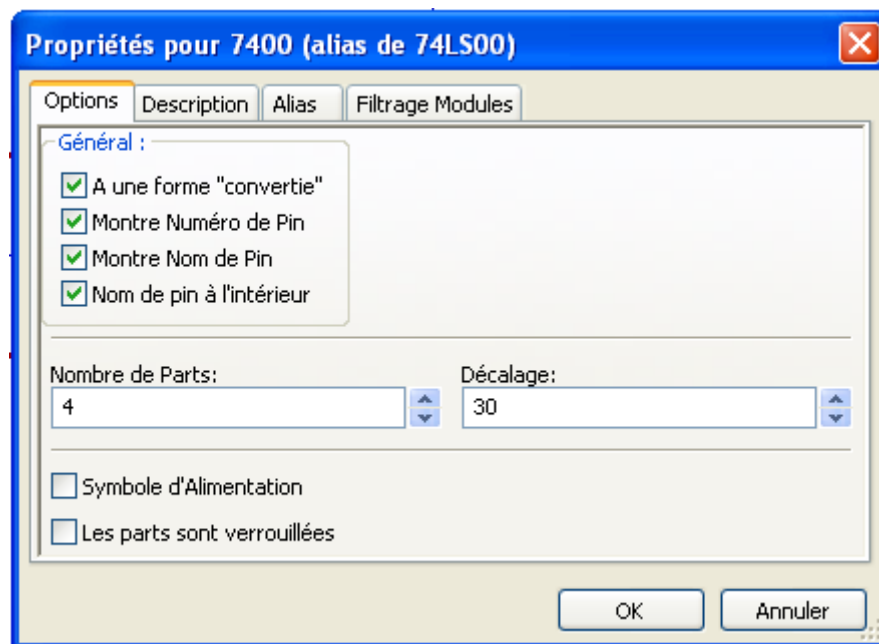 Propriétés pour 7400 (alias de 74LS00)
Options Description Alias Filtrage Modules
Général :
A une forme "convertie"
Montre Numéro de Pin
Montre Nom de Pin
Nom de pin à l'intérieur
Nombre de Parts: Décalage:
4 30
Symbole d'Alimentation
Les parts sont verrouillées
OK Annuler